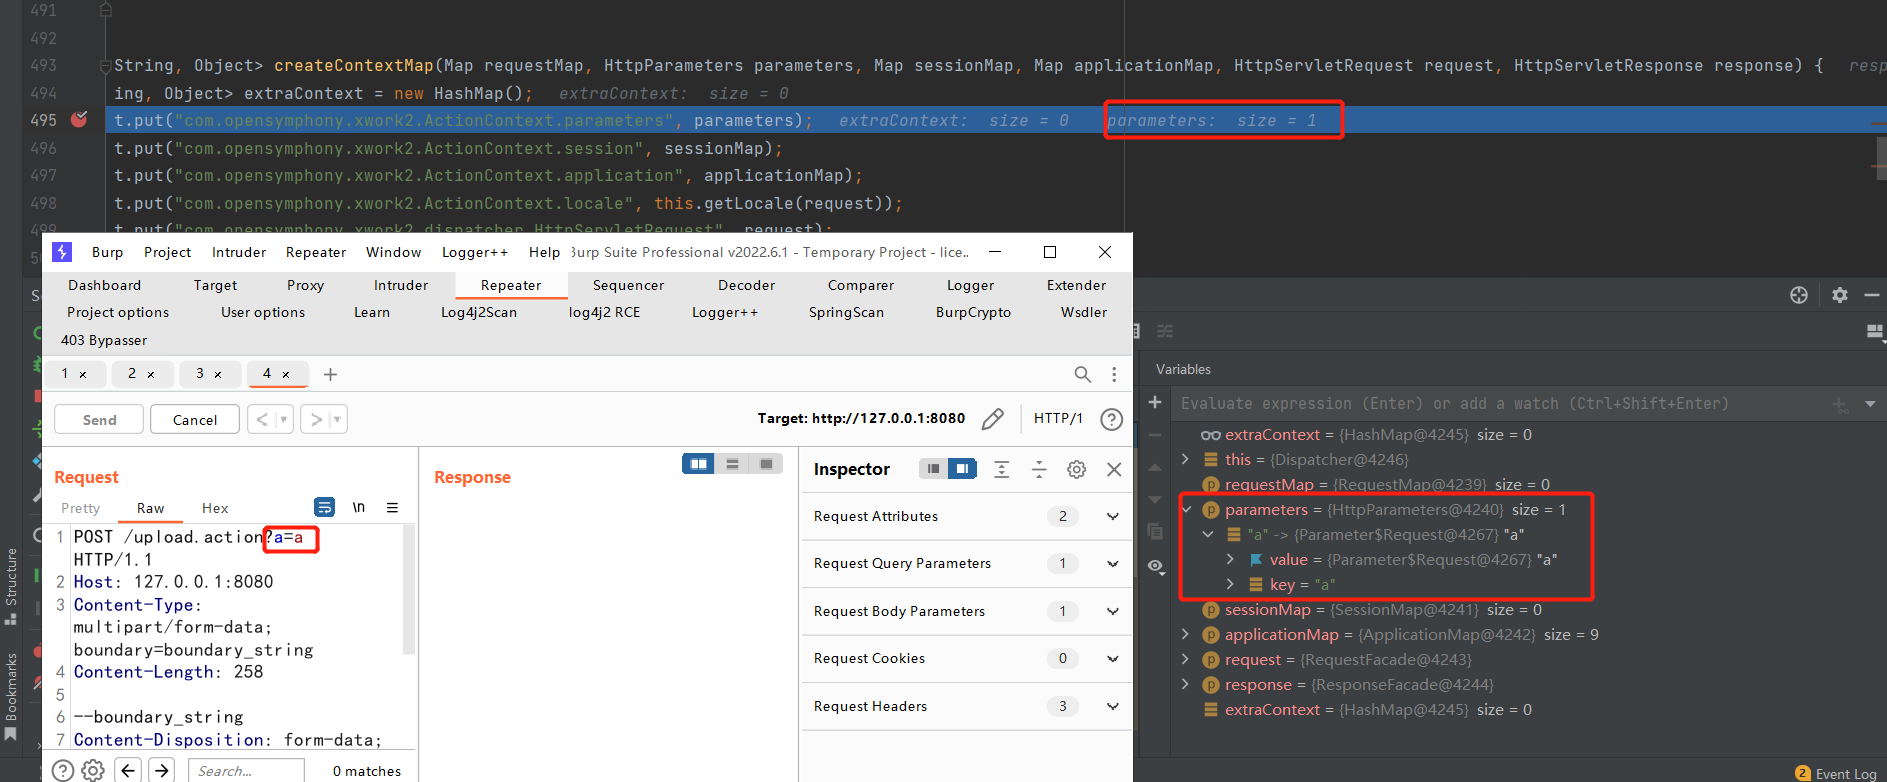 491
492
493 String, Object> createContextMap(Map requestMap, HttpParameters parameters, Map sessionMap, Map applicationMap, HttpServletRequest request, HttpServletResponse response) { resp
494 ing, Object> extraContext = new HashMap(); extraContext: size = 0
495 t.put("com.opensymphony.xwork2.ActionContext.parameters", parameters); extraContext: size = 0 parameters: size = 1
496 t.put("com.opensymphony.xwork2.ActionContext.session", sessionMap);
497 t.put("com.opensymphony.xwork2.ActionContext.application", applicationMap);
498 t.put("com.opensymphony.xwork2.ActionContext.locale", this.getLocale(request));
499 t.put("com.opensymphony.xwork2.dispatcher.HttpServletRequest", request);
Burp Project Intruder Repeater Window Logger++ Help Burp Suite Professional v2022.6.1 - Temporary Project - lice..
Dashboard Target Proxy Intruder Repeater Sequencer Decoder Comparer Logger Extender
Project options User options Learn Log4j2Scan log4j2 RCE Logger++ SpringScan BurpCrypto Wsdler
403 Bypasser
1 × 2 × 3 × 4 × +
Send Cancel < > Target: http://127.0.0.1:8080 HTTP/1 ?
Request
Pretty Raw Hex \n
1 POST /upload.action?a=a
HTTP/1.1
2 Host: 127.0.0.1:8080
3 Content-Type:
multipart/form-data;
boundary=boundary_string
4 Content-Length: 258
5
6 --boundary_string
7 Content-Disposition: form-data;
Search... 0 matches
Response
Inspector
Request Attributes 2
Request Query Parameters 1
Request Body Parameters 1
Request Cookies 0
Request Headers 3
Variables
Evaluate expression (Enter) or add a watch (Ctrl+Shift+Enter)
extraContext = {HashMap@4245} size = 0
this = {Dispatcher@4246}
requestMap = {RequestMap@4239} size = 0
parameters = {HttpParameters@4240} size = 1
"a" -> {Parameter$Request@4267} "a"
value = {Parameter$Request@4267} "a"
key = "a"
sessionMap = {SessionMap@4241} size = 0
applicationMap = {ApplicationMap@4242} size = 9
request = {RequestFacade@4243}
response = {ResponseFacade@4244}
extraContext = {HashMap@4245} size = 0
Structure
Bookmarks
2 Event Log